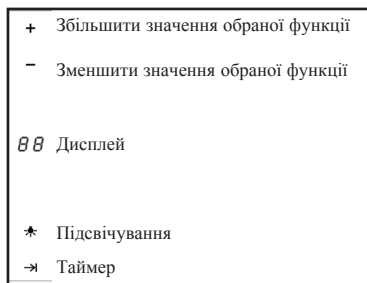 + Збільшити значення обраної функції
− Зменшити значення обраної функції
88 Дисплей
Підсвічування
Таймер